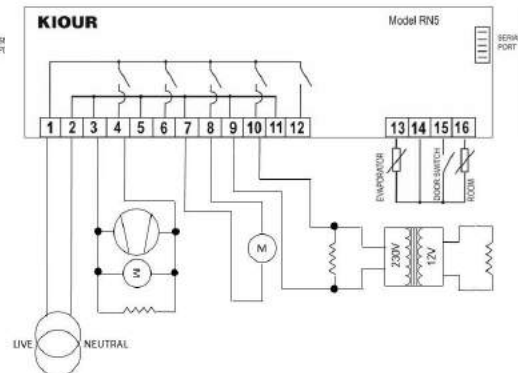 KIOUR
Model RN5
SERIAL
PORT
1 2 3 4 5 6 7 8 9 10 11 12
13 14 15 16
EVAPORATOR
DOOR SWITCH
ROOM
M
M
230V
12V
LIVE
NEUTRAL